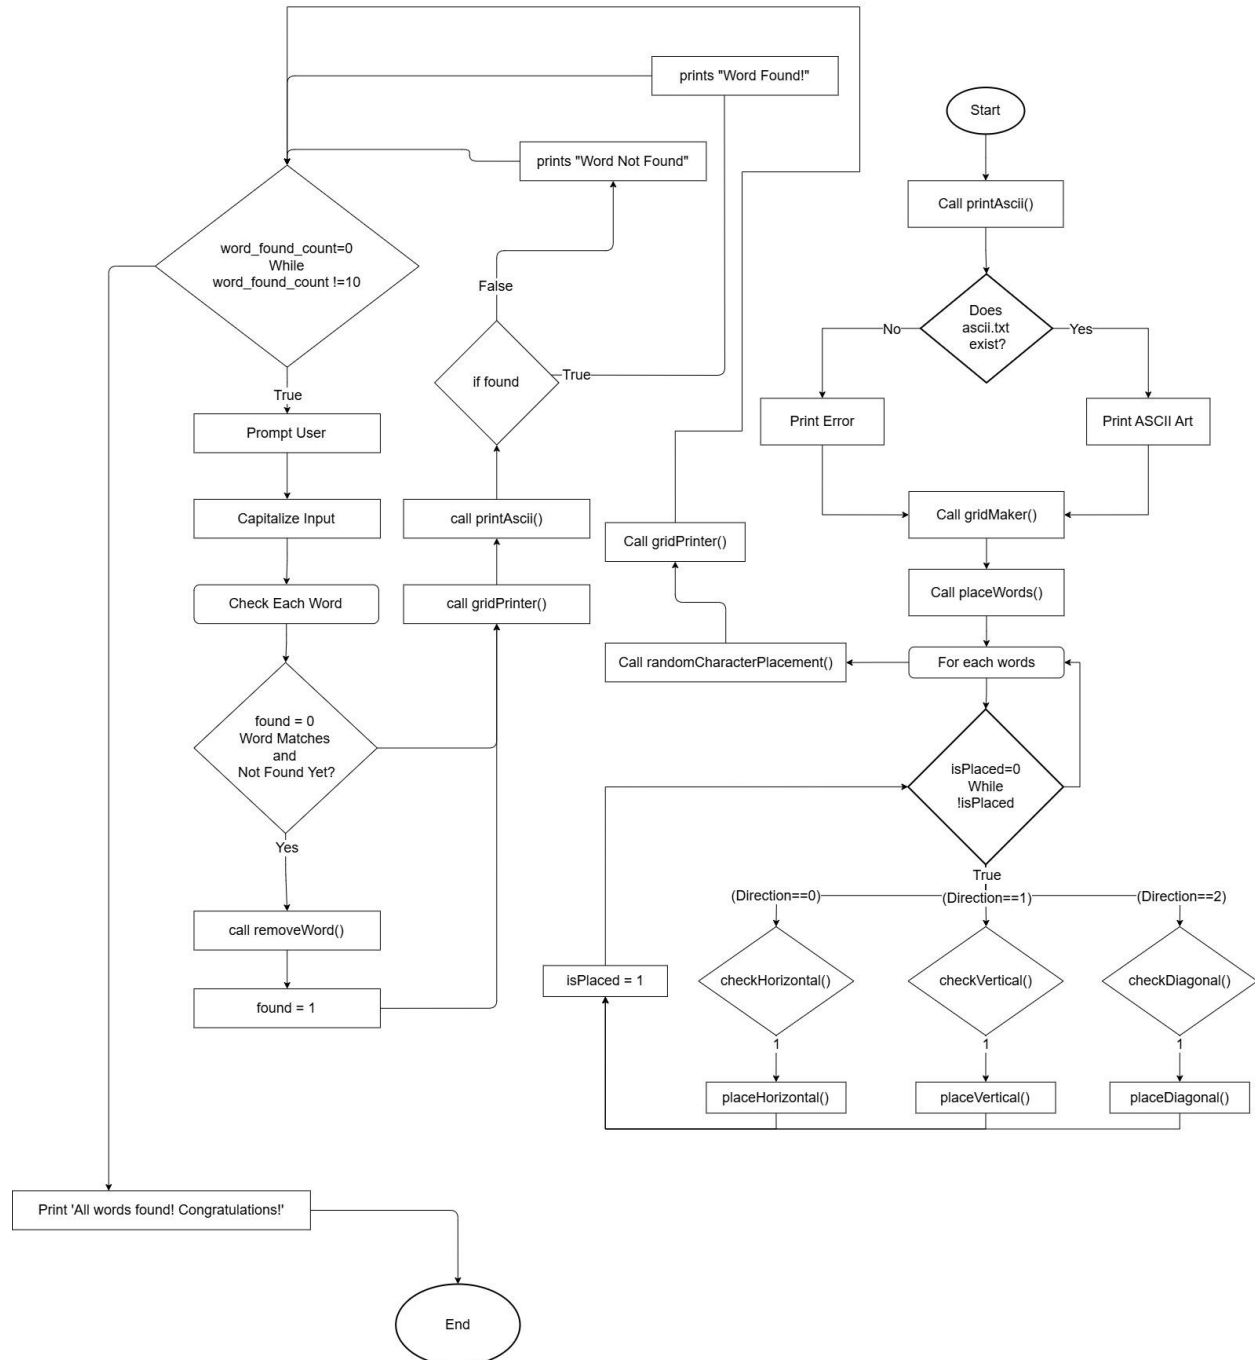 Start
Call printAscii()
Does
ascii.txt
exist?
No
Yes
Print Error
Print ASCII Art
Call gridMaker()
Call placeWords()
For each words
isPlaced=0
While
!isPlaced
True
(Direction==0)
(Direction==1)
(Direction==2)
checkHorizontal()
checkVertical()
checkDiagonal()
1
1
1
placeHorizontal()
placeVertical()
placeDiagonal()
isPlaced = 1
Call randomCharacterPlacement()
Call gridPrinter()
word_found_count=0
While
word_found_count !=10
True
Prompt User
Capitalize Input
Check Each Word
found = 0
Word Matches
and
Not Found Yet?
Yes
call removeWord()
found = 1
call gridPrinter()
call printAscii()
if found
False
True
prints "Word Not Found"
prints "Word Found!"
Print 'All words found! Congratulations!'
End